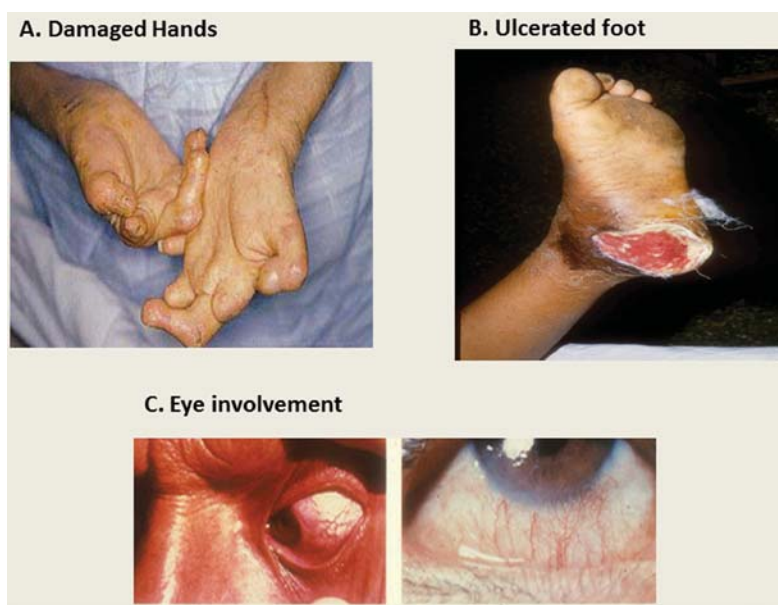 A. Damaged Hands
B. Ulcerated foot
C. Eye involvement